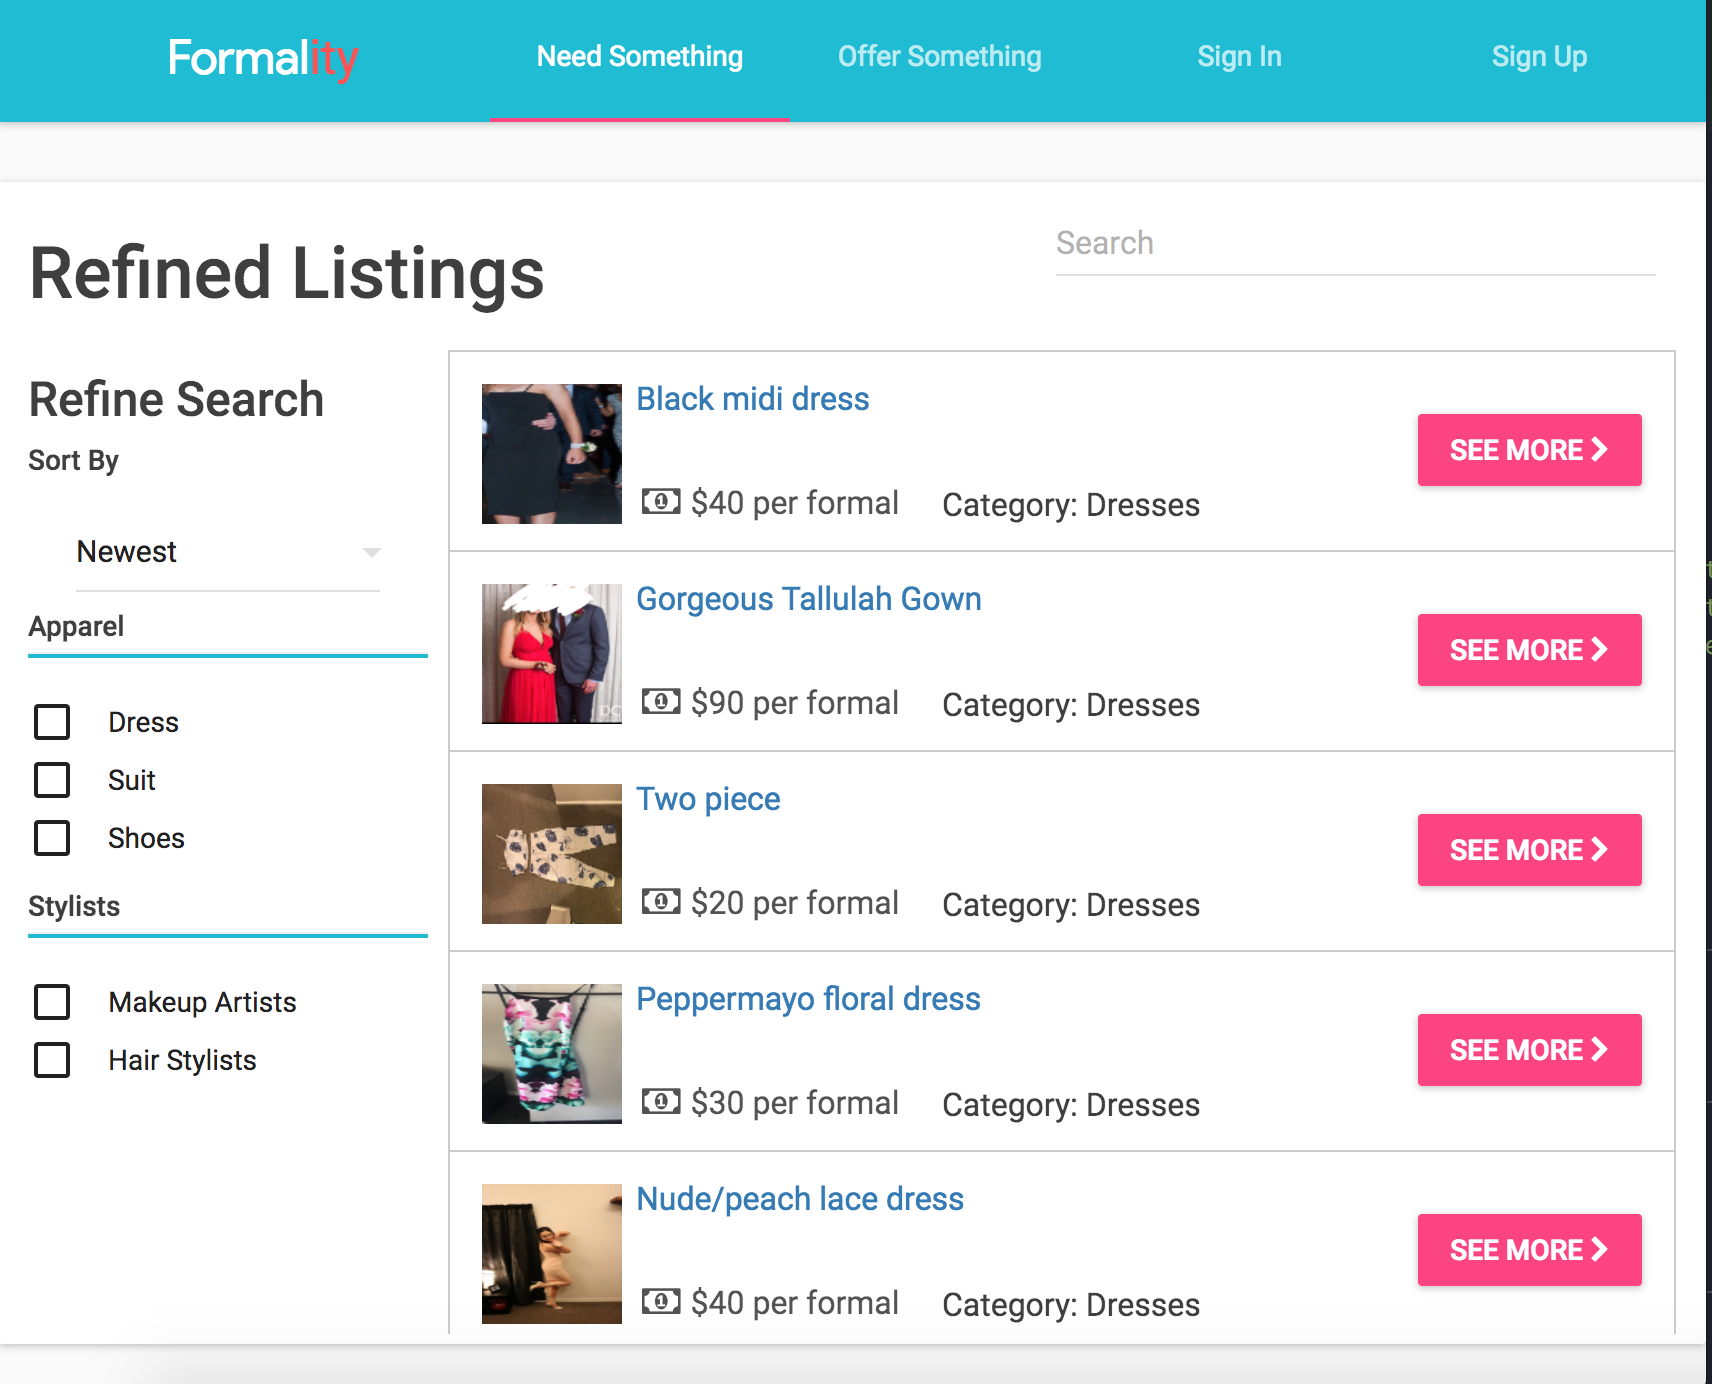 Formality
Need Something
Offer Something
Sign In
Sign Up
Refined Listings
Search
Refine Search
Sort By
Newest
Apparel
Dress
Suit
Shoes
Stylists
Makeup Artists
Hair Stylists
Black midi dress
$40 per formal
Category: Dresses
SEE MORE
Gorgeous Tallulah Gown
$90 per formal
Category: Dresses
SEE MORE
Two piece
$20 per formal
Category: Dresses
SEE MORE
Peppermayo floral dress
$30 per formal
Category: Dresses
SEE MORE
Nude/peach lace dress
$40 per formal
Category: Dresses
SEE MORE